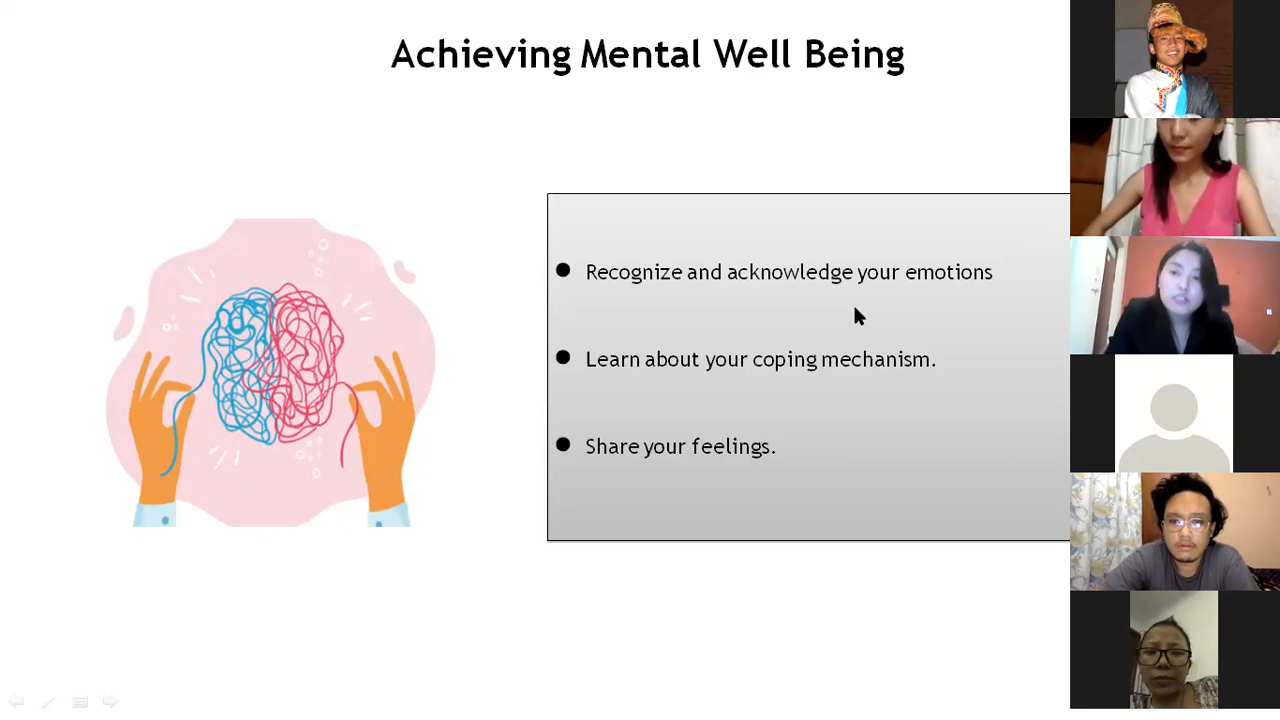 Achieving Mental Well Being
Recognize and acknowledge your emotions
Learn about your coping mechanism.
Share your feelings.